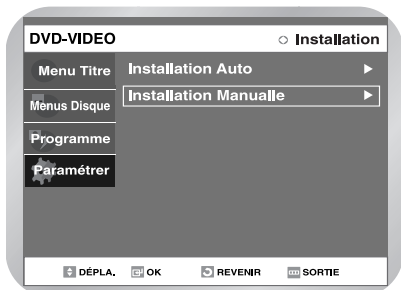 DVD-VIDEO Installation
Menu Titre
Installation Auto
Menus Disque
Installation Manualle
Programme
Paramétrer
DÉPLA. OK REVENIR SORTIE